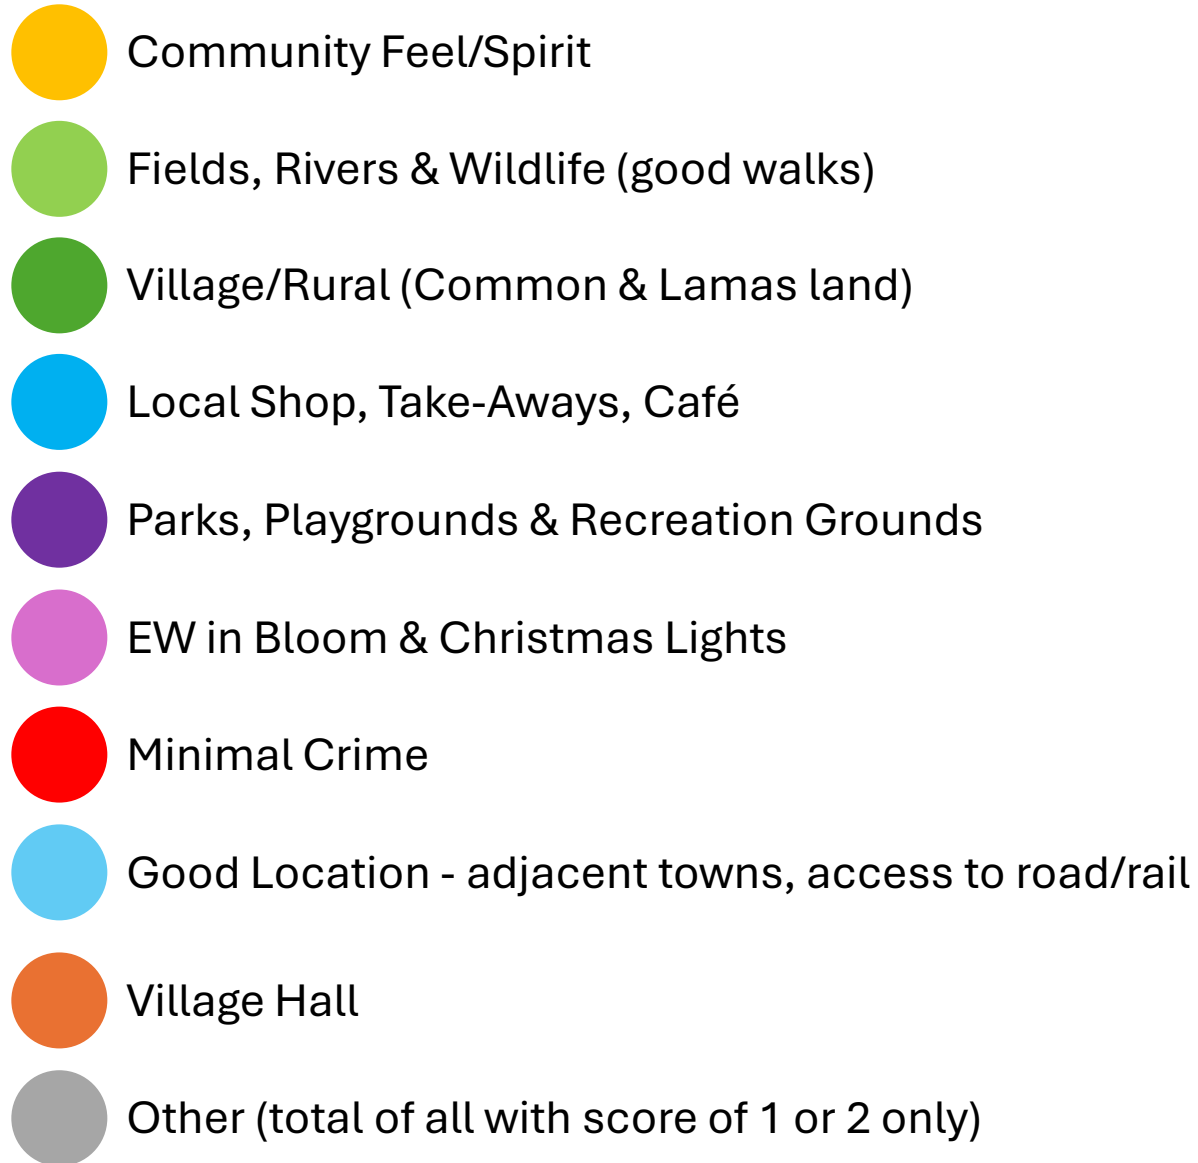 Community Feel/Spirit
Fields, Rivers & Wildlife (good walks)
Village/Rural (Common & Lamas land)
Local Shop, Take-Aways, Café
Parks, Playgrounds & Recreation Grounds
EW in Bloom & Christmas Lights
Minimal Crime
Good Location - adjacent towns, access to road/rail
Village Hall
Other (total of all with score of 1 or 2 only)